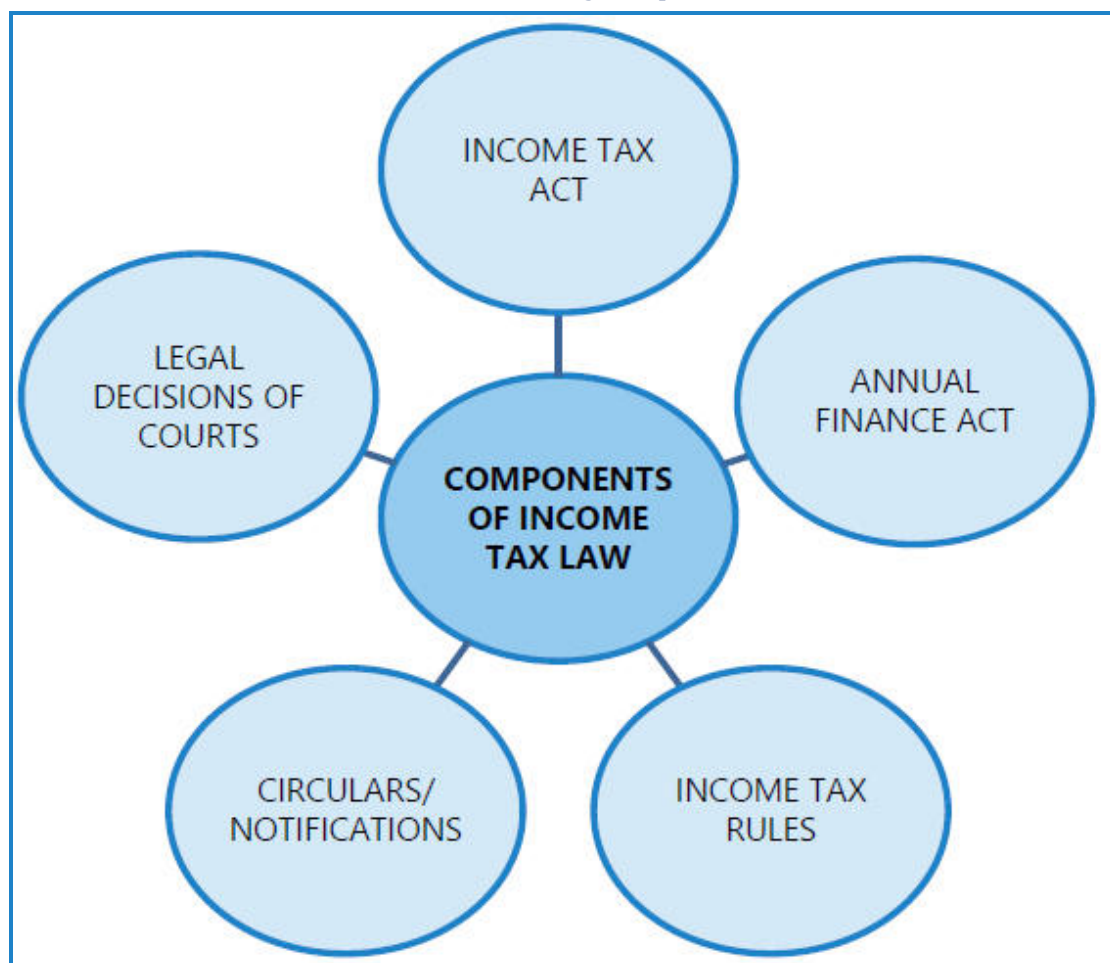 INCOME TAX
ACT
LEGAL
DECISIONS OF
COURTS
ANNUAL
FINANCE ACT
COMPONENTS
OF INCOME
TAX LAW
CIRCULARS/
NOTIFICATIONS
INCOME TAX
RULES